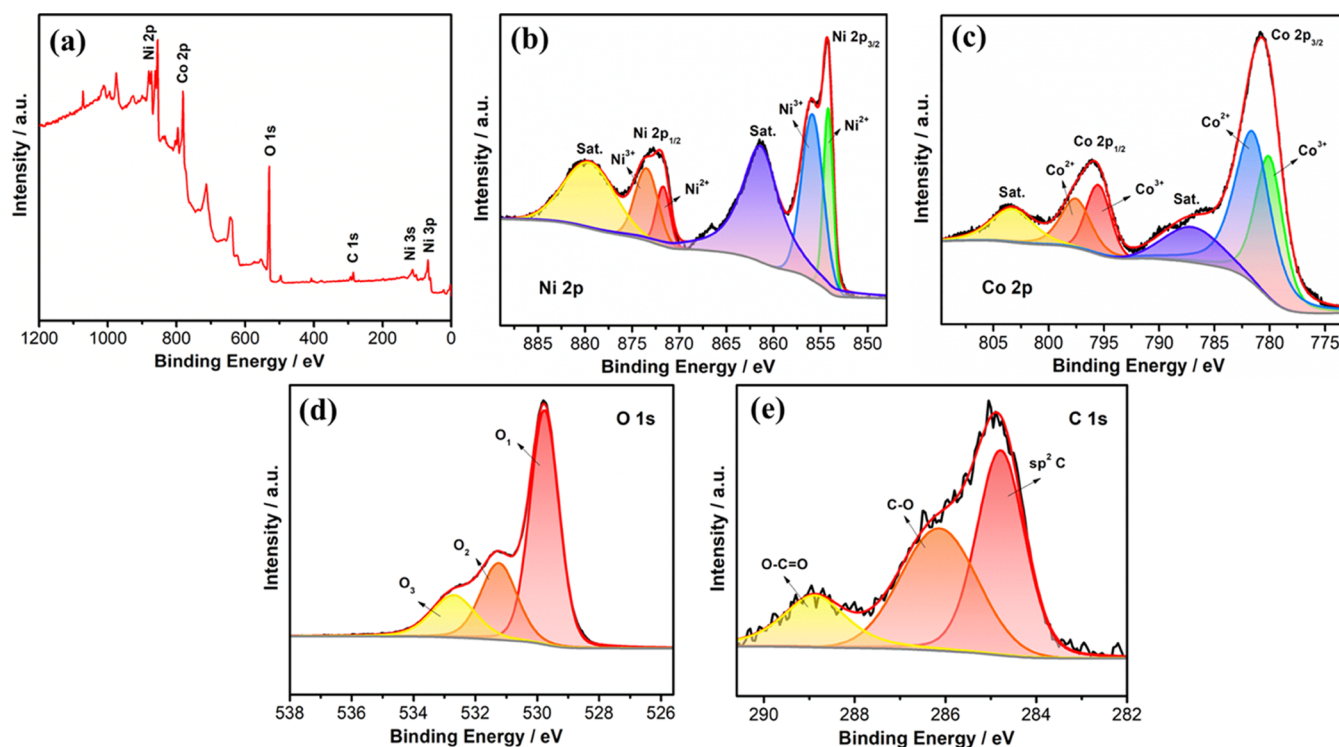 (a)
Ni 2p
Co 2p
O 1s
C 1s
Ni 3s
Ni 3p
Intensity / a.u.
1200 1000 800 600 400 200 0
Binding Energy / eV
(b)
Ni 2p3/2
Ni3+
Ni2+
Sat.
Ni 2p1/2
Ni3+
Ni2+
Sat.
Ni 2p
Intensity / a.u.
885 880 875 870 865 860 855 850
Binding Energy / eV
(c)
Co 2p3/2
Co2+
Co3+
Co2+
Co 2p1/2
Co3+
Sat.
Sat.
Co 2p
Intensity / a.u.
805 800 795 790 785 780 775
Binding Energy / eV
(d)
O 1s
O1
O2
O3
Intensity / a.u.
538 536 534 532 530 528 526
Binding Energy / eV
(e)
C 1s
sp2 C
C-O
O-C=O
Intensity / a.u.
290 288 286 284 282
Binding Energy / eV